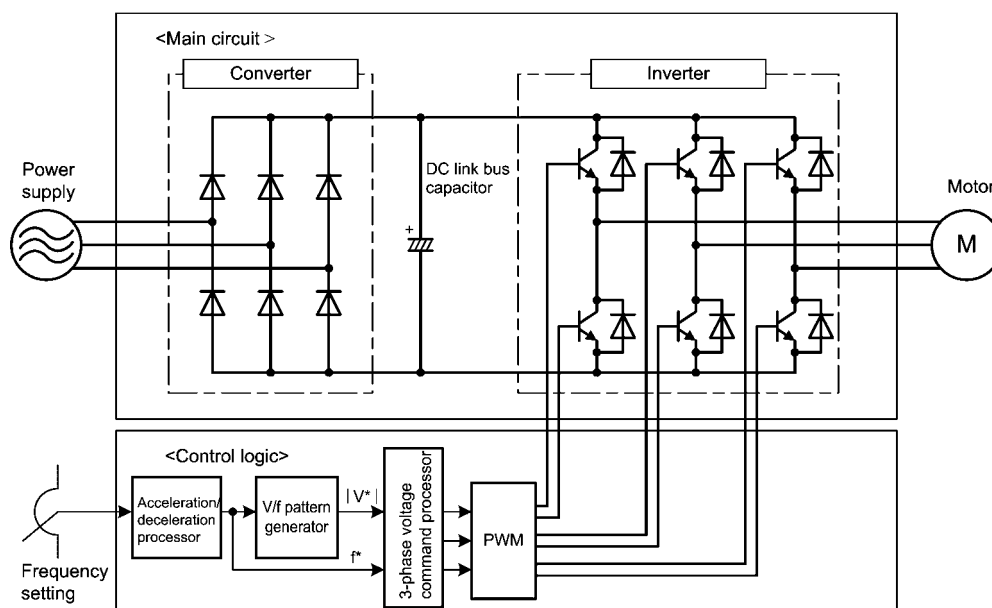 <Main circuit >
Converter
Inverter
Power
supply
DC link bus
capacitor
+
Motor
M
<Control logic>
Acceleration/
deceleration
processor
V/f pattern
generator
| V* |
f*
3-phase voltage
command processor
PWM
Frequency
setting